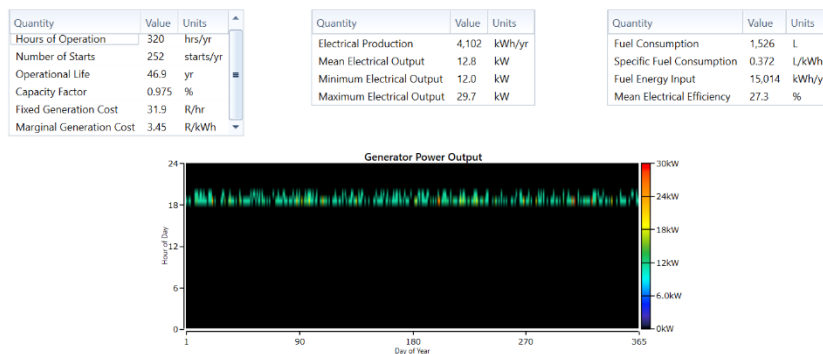 Quantity Value Units
Hours of Operation 320 hrs/yr
Number of Starts 252 starts/yr
Operational Life 46.9 yr
Capacity Factor 0.975 %
Fixed Generation Cost 31.9 R/hr
Marginal Generation Cost 3.45 R/kWh
Quantity Value Units
Electrical Production 4,102 kWh/yr
Mean Electrical Output 12.8 kW
Minimum Electrical Output 12.0 kW
Maximum Electrical Output 29.7 kW
Quantity Value Units
Fuel Consumption 1,526 L
Specific Fuel Consumption 0.372 L/kWh
Fuel Energy Input 15,014 kWh/y
Mean Electrical Efficiency 27.3 %
Generator Power Output
Hour of Day
24
18
12
6
0
1 90 180 270 365
Day of Year
30kW
24kW
18kW
12kW
6.0kW
0kW